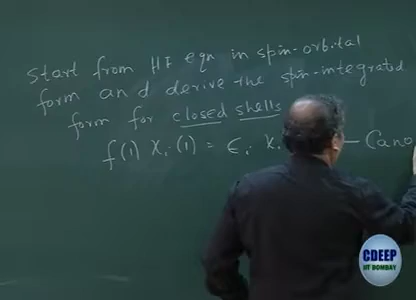 start from HF eqn in spin-orbital
form and derive the spin-integrated
form for closed shells
f(1) χi(1) = εi χi — (Cano
CDEEP
IIT BOMBAY